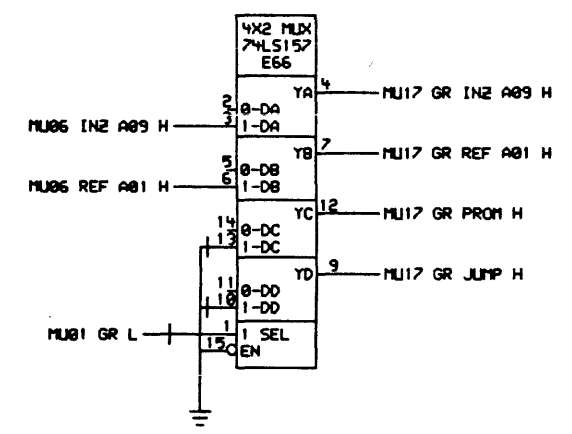 4X2 MUX
74LS157
E66
YA 4 MU17 GR INZ A09 H
2 0-DA
MU06 INZ A09 H 3 1-DA
YB 7 MU17 GR REF A01 H
5 0-DB
MU06 REF A01 H 6 1-DB
YC 12 MU17 GR PROM H
14 0-DC
13 1-DC
YD 9 MU17 GR JUMP H
11 0-DD
10 1-DD
MU01 GR L 1 1 SEL
15 EN